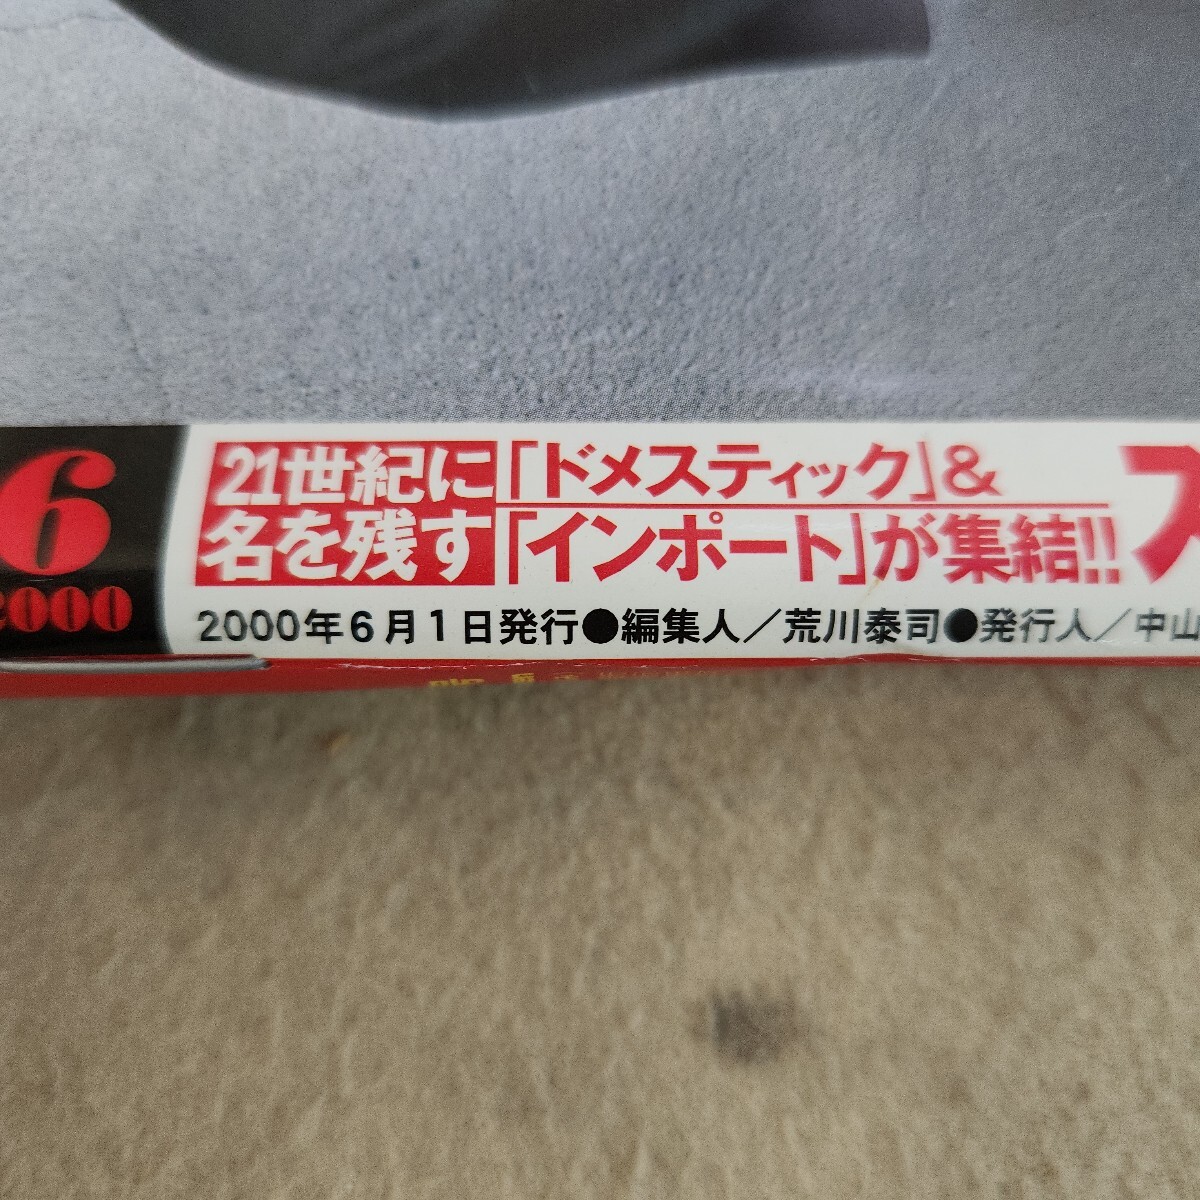 6
2000
21世紀に
名を残す
「ドメスティック」&
「インポート」が集結!!
2000年6月1日発行●編集人／荒川泰司●発行人／中山